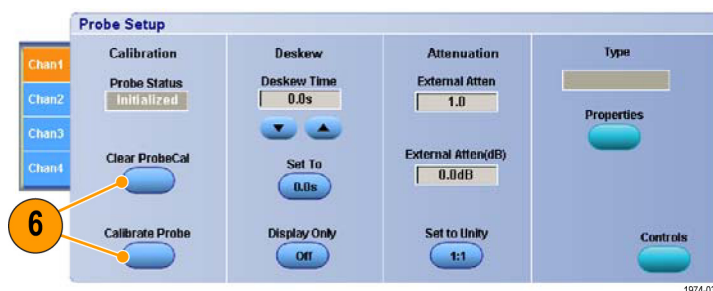 Probe Setup
Chan1
Chan2
Chan3
Chan4
Calibration
Probe Status
Initialized
Clear ProbeCal
Calibrate Probe
6
Deskew
Deskew Time
0.0s
Set To
0.0s
Display Only
Off
Attenuation
External Atten
1.0
External Atten(dB)
0.0dB
Set to Unity
1:1
Type
Properties
Controls